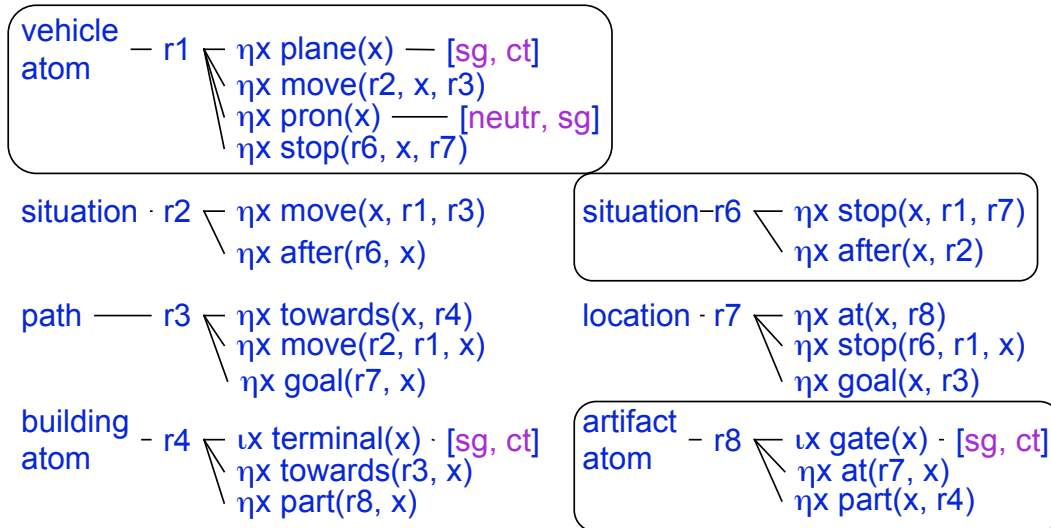 vehicle atom r1 ηx plane(x) [sg, ct]
ηx move(r2, x, r3)
ηx pron(x) [neutr, sg]
ηx stop(r6, x, r7)
situation r2 ηx move(x, r1, r3)
ηx after(r6, x)
situation r6 ηx stop(x, r1, r7)
ηx after(x, r2)
path r3 ηx towards(x, r4)
ηx move(r2, r1, x)
ηx goal(r7, x)
location r7 ηx at(x, r8)
ηx stop(r6, r1, x)
ηx goal(x, r3)
building atom r4 ιx terminal(x) [sg, ct]
ηx towards(r3, x)
ηx part(r8, x)
artifact atom r8 ιx gate(x) [sg, ct]
ηx at(r7, x)
ηx part(x, r4)